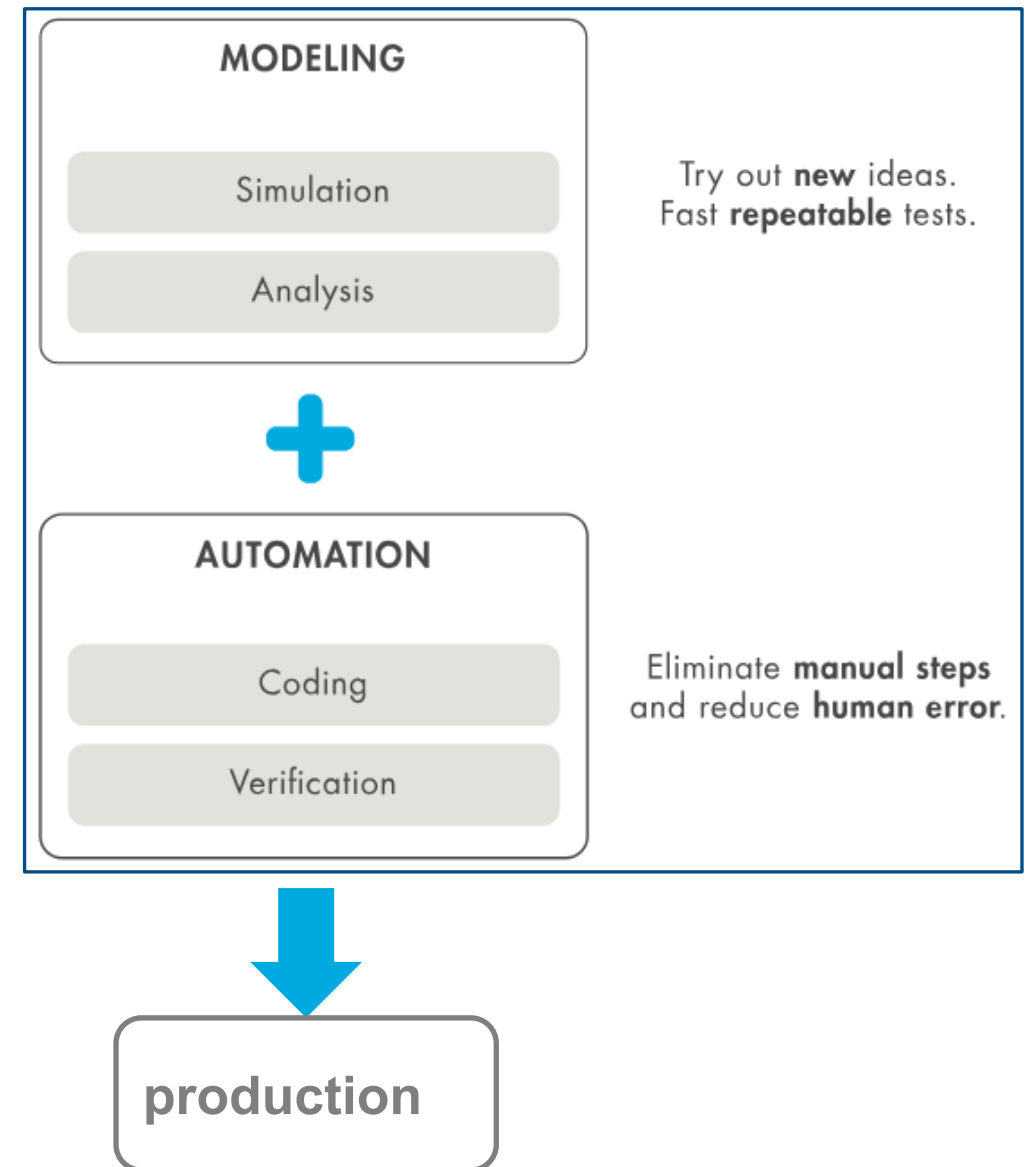 MODELING
Simulation
Analysis
Try out new ideas.
Fast repeatable tests.
AUTOMATION
Coding
Verification
Eliminate manual steps
and reduce human error.
production